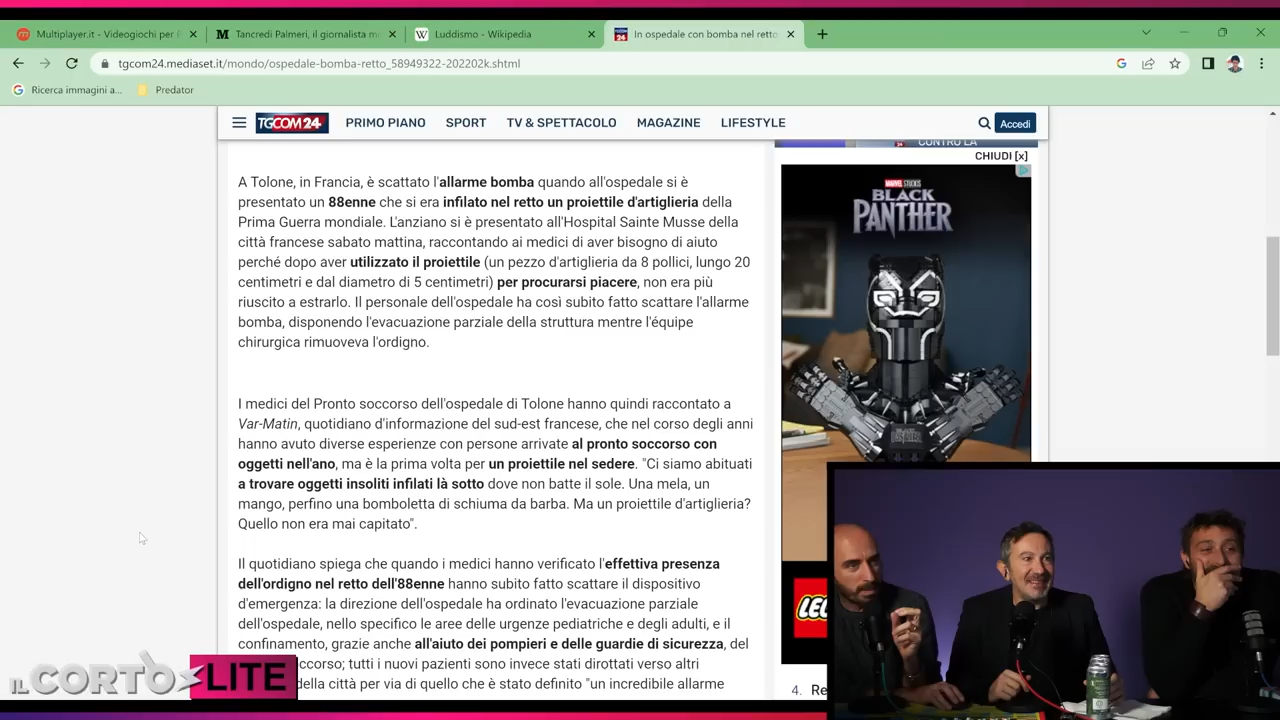 Multiplayer.it - Videogiochi per
Tancredi Palmeri, il giornalista m
Luddismo - Wikipedia
In ospedale con bomba nel retto
tgcom24.mediaset.it/mondo/ospedale-bomba-retto_58949322-202202k.shtml
Ricerca immagini a...
Predator
TGCOM24
PRIMO PIANO
SPORT
TV & SPETTACOLO
MAGAZINE
LIFESTYLE
Accedi
A Tolone, in Francia, è scattato l'allarme bomba quando all'ospedale si è
presentato un 88enne che si era infilato nel retto un proiettile d'artiglieria della
Prima Guerra mondiale. L'anziano si è presentato all'Hospital Sainte Musse della
città francese sabato mattina, raccontando ai medici di aver bisogno di aiuto
perché dopo aver utilizzato il proiettile (un pezzo d'artiglieria da 8 pollici, lungo 20
centimetri e dal diametro di 5 centimetri) per procurarsi piacere, non era più
riuscito a estrarlo. Il personale dell'ospedale ha così subito fatto scattare l'allarme
bomba, disponendo l'evacuazione parziale della struttura mentre l'équipe
chirurgica rimuoveva l'ordigno.
I medici del Pronto soccorso dell'ospedale di Tolone hanno quindi raccontato a
Var-Matin, quotidiano d'informazione del sud-est francese, che nel corso degli anni
hanno avuto diverse esperienze con persone arrivate al pronto soccorso con
oggetti nell'ano, ma è la prima volta per un proiettile nel sedere. "Ci siamo abituati
a trovare oggetti insoliti infilati là sotto dove non batte il sole. Una mela, un
mango, perfino una bomboletta di schiuma da barba. Ma un proiettile d'artiglieria?
Quello non era mai capitato".
Il quotidiano spiega che quando i medici hanno verificato l'effettiva presenza
dell'ordigno nel retto dell'88enne hanno subito fatto scattare il dispositivo
d'emergenza: la direzione dell'ospedale ha ordinato l'evacuazione parziale
dell'ospedale, nello specifico le aree delle urgenze pediatriche e degli adulti, e il
confinamento, grazie anche all'aiuto dei pompieri e delle guardie di sicurezza, del
soccorso; tutti i nuovi pazienti sono invece stati dirottati verso altri
della città per via di quello che è stato definito "un incredibile allarme
CONTRO LA
CHIUDI [x]
MARVEL STUDIOS
BLACK
PANTHER
LEG
4. Re
IL CORTO LITE